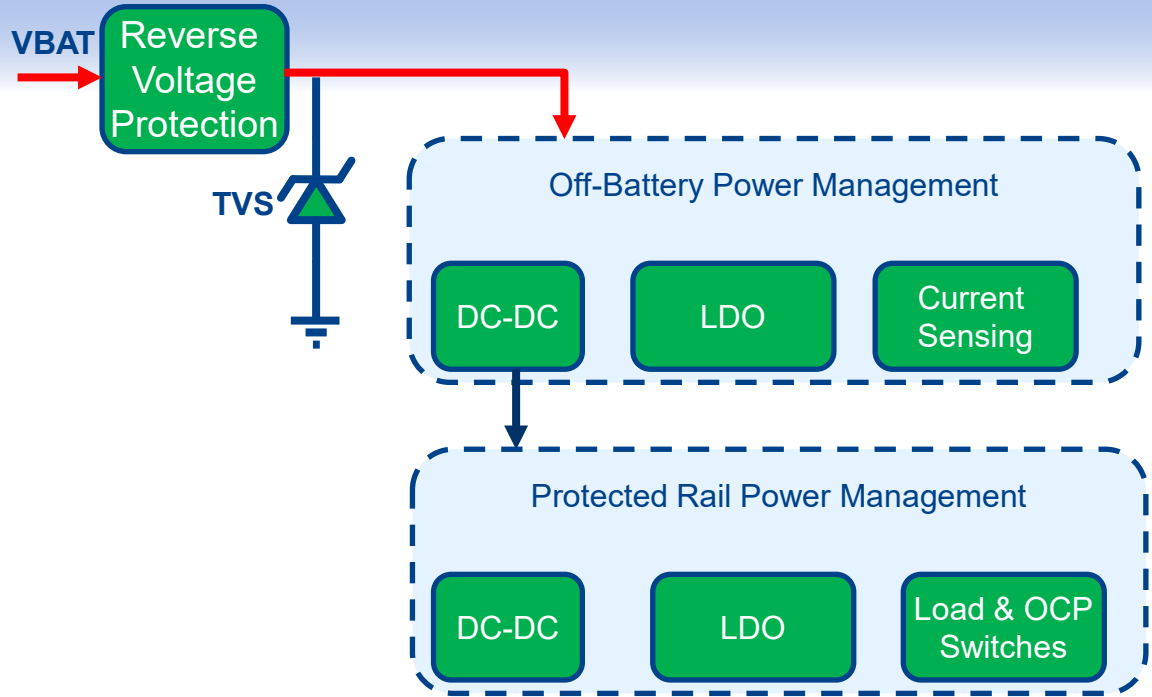 VBAT
Reverse
Voltage
Protection
TVS
Off-Battery Power Management
DC-DC
LDO
Current
Sensing
Protected Rail Power Management
DC-DC
LDO
Load & OCP
Switches